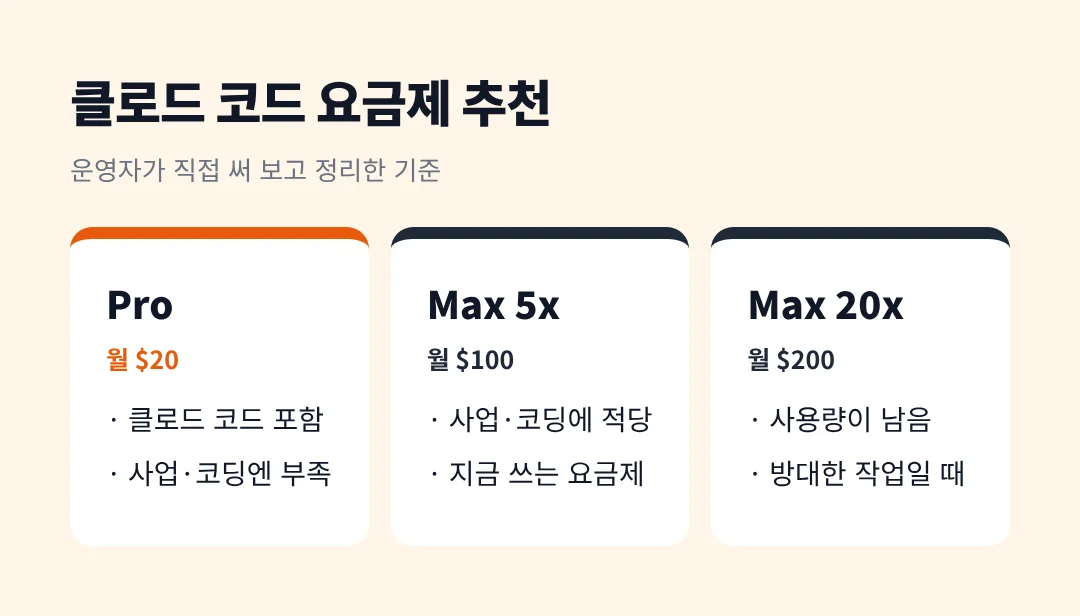 클로드 코드 요금제 추천
운영자가 직접 써 보고 정리한 기준
Pro
월 $20
· 클로드 코드 포함
· 사업·코딩엔 부족
Max 5x
월 $100
· 사업·코딩에 적당
· 지금 쓰는 요금제
Max 20x
월 $200
· 사용량이 남음
· 방대한 작업일 때